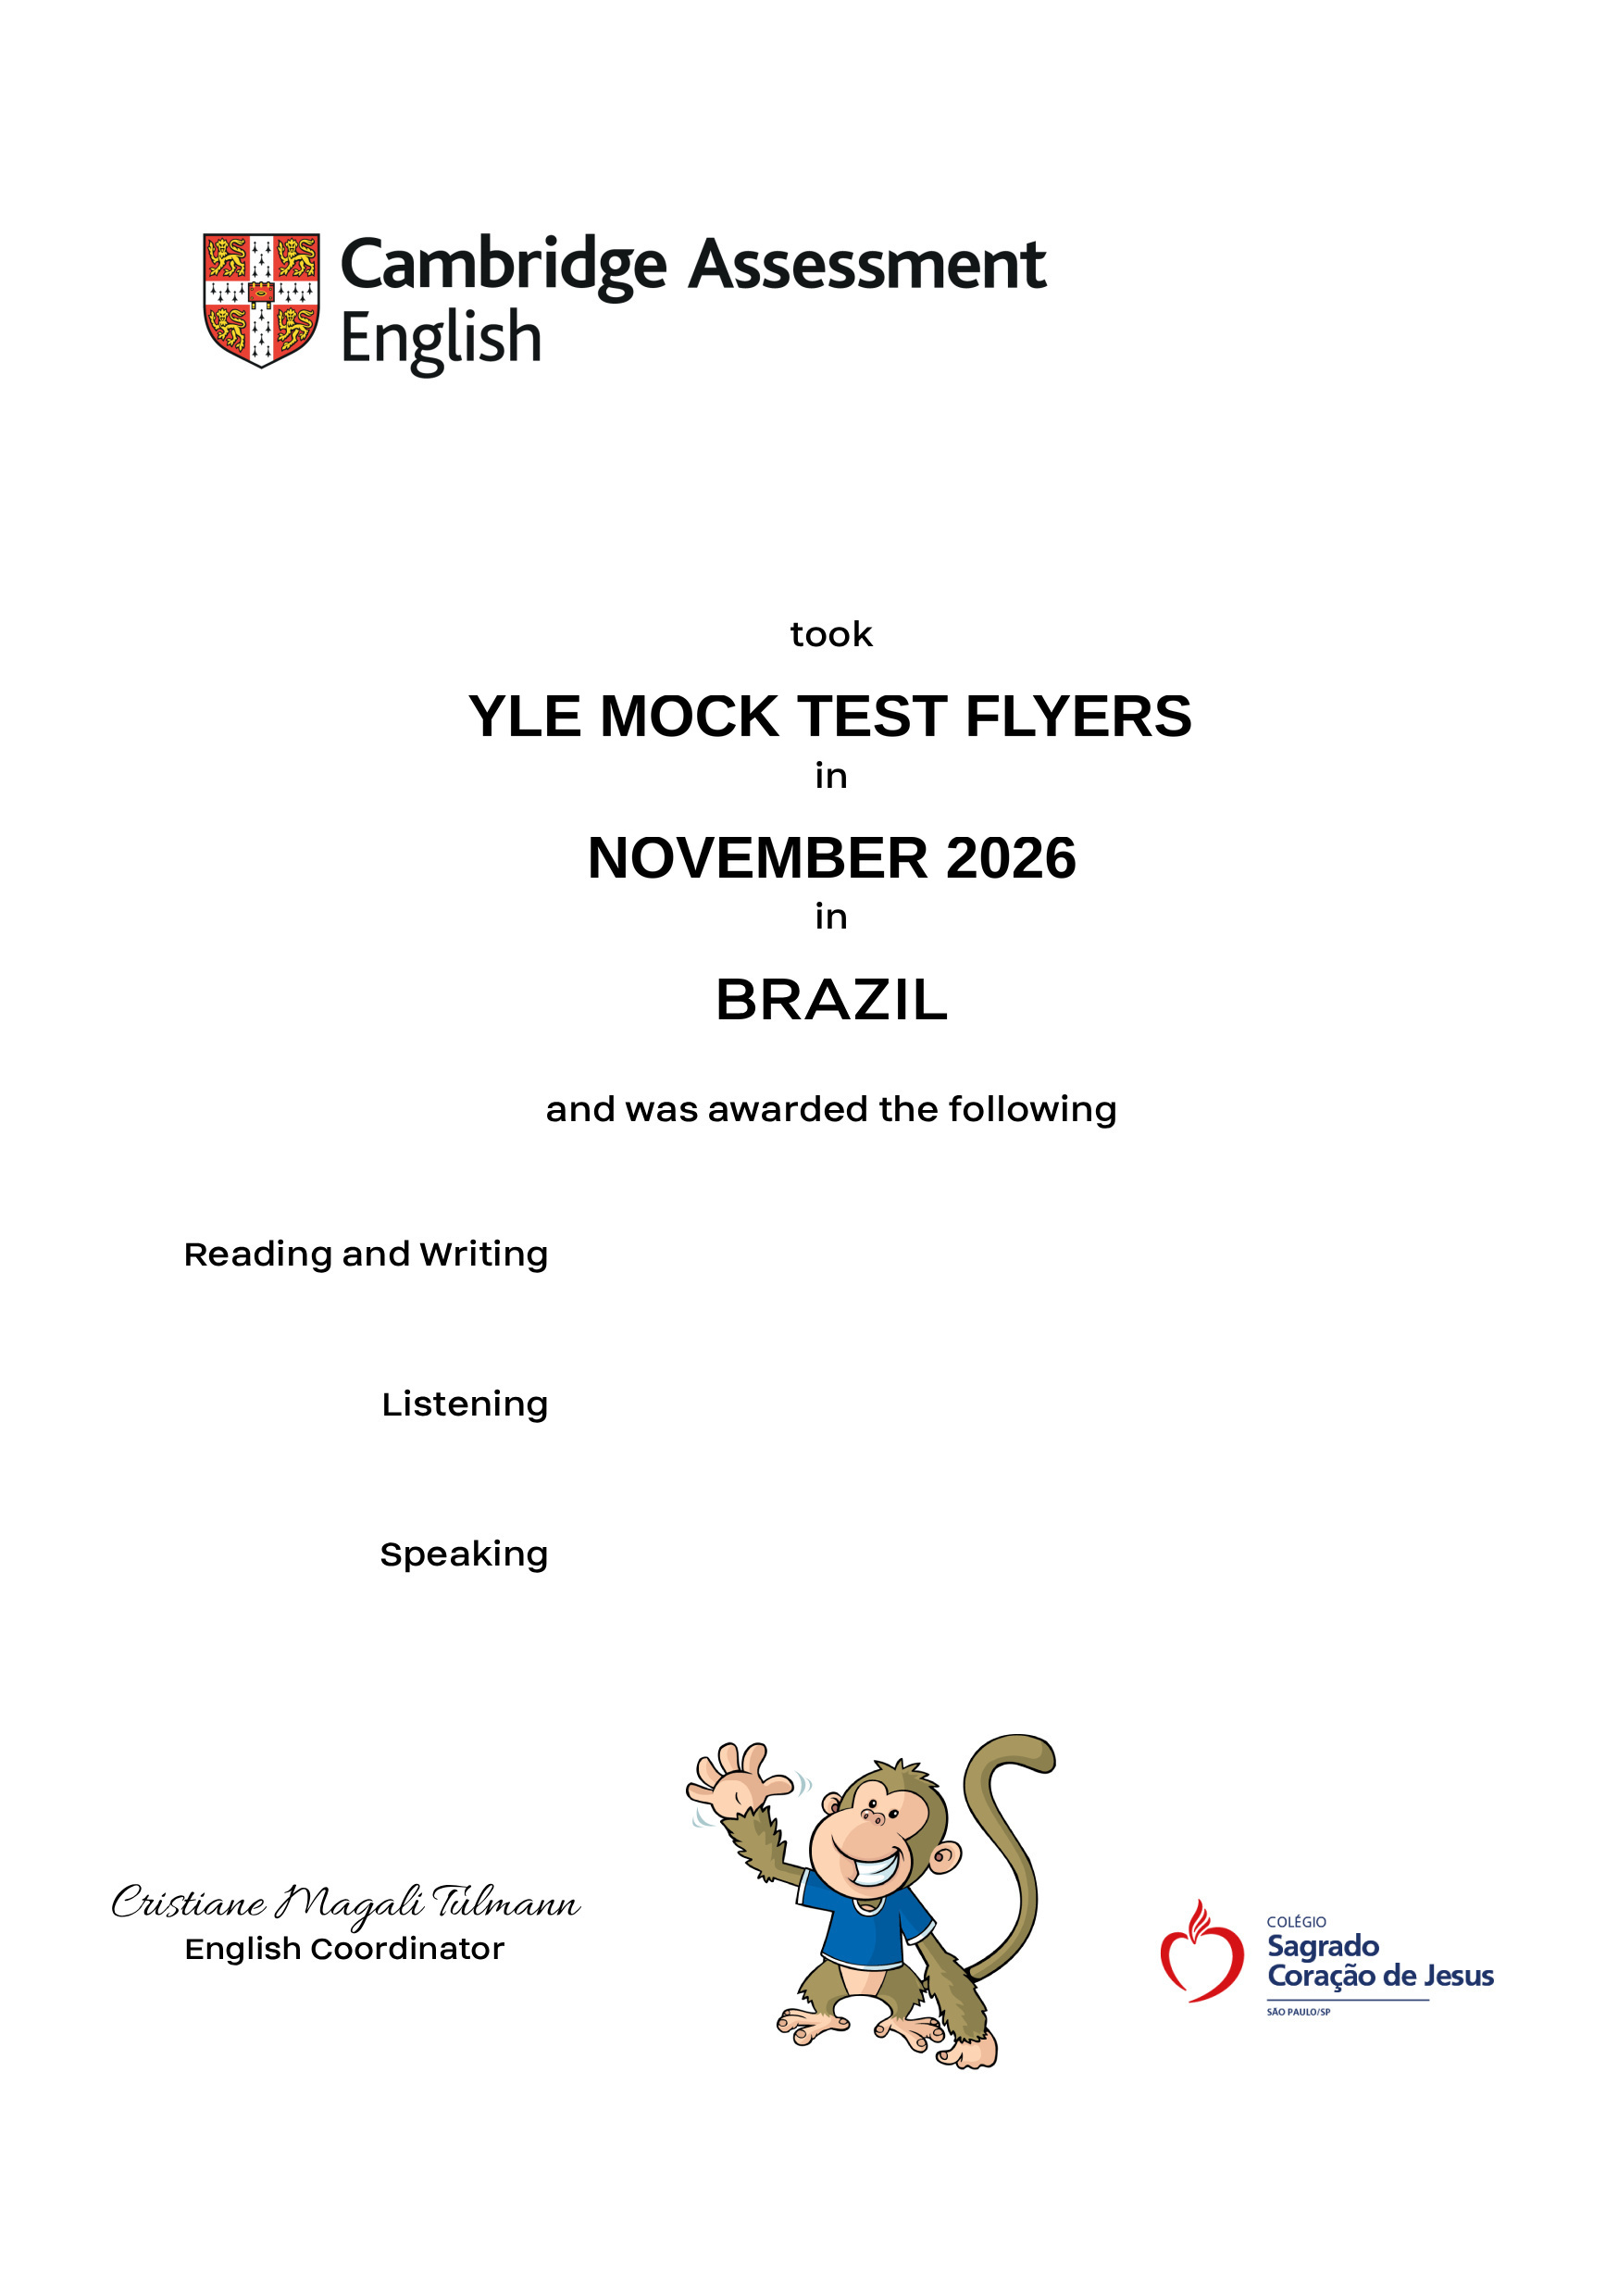 Cambridge Assessment
English
took
YLE MOCK TEST FLYERS
in
NOVEMBER 2026
in
BRAZIL
and was awarded the following
Reading and Writing
Listening
Speaking
Cristiane Magali Tulmann
English Coordinator
COLÉGIO
Sagrado
Coração de Jesus
SÃO PAULO/SP